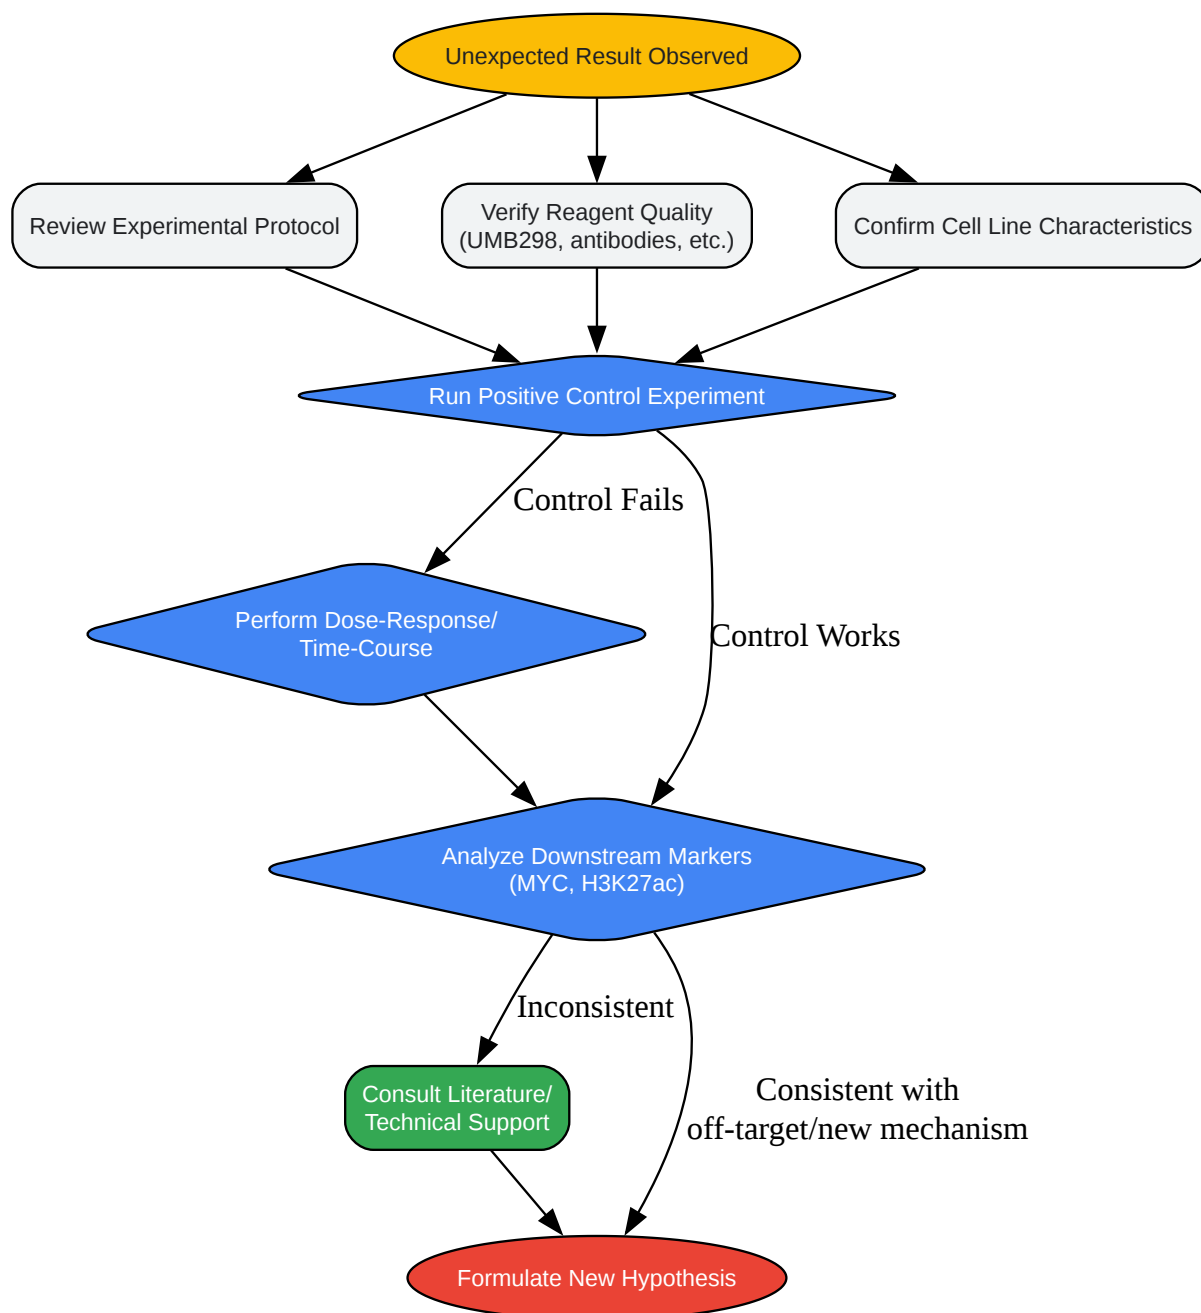 Unexpected Result Observed
Review Experimental Protocol
Verify Reagent Quality
(UMB298, antibodies, etc.)
Confirm Cell Line Characteristics
Run Positive Control Experiment
Control Fails
Perform Dose-Response/
Time-Course
Control Works
Analyze Downstream Markers
(MYC, H3K27ac)
Inconsistent
Consult Literature/
Technical Support
Consistent with
off-target/new mechanism
Formulate New Hypothesis